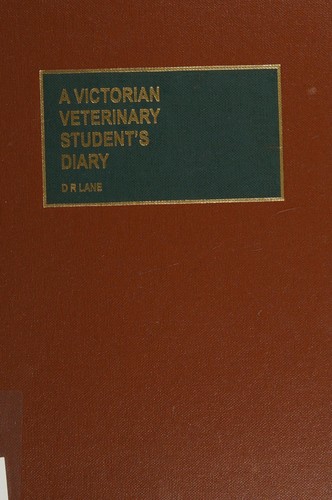 A VICTORIAN
VETERINARY
STUDENT'S
DIARY
D R LANE